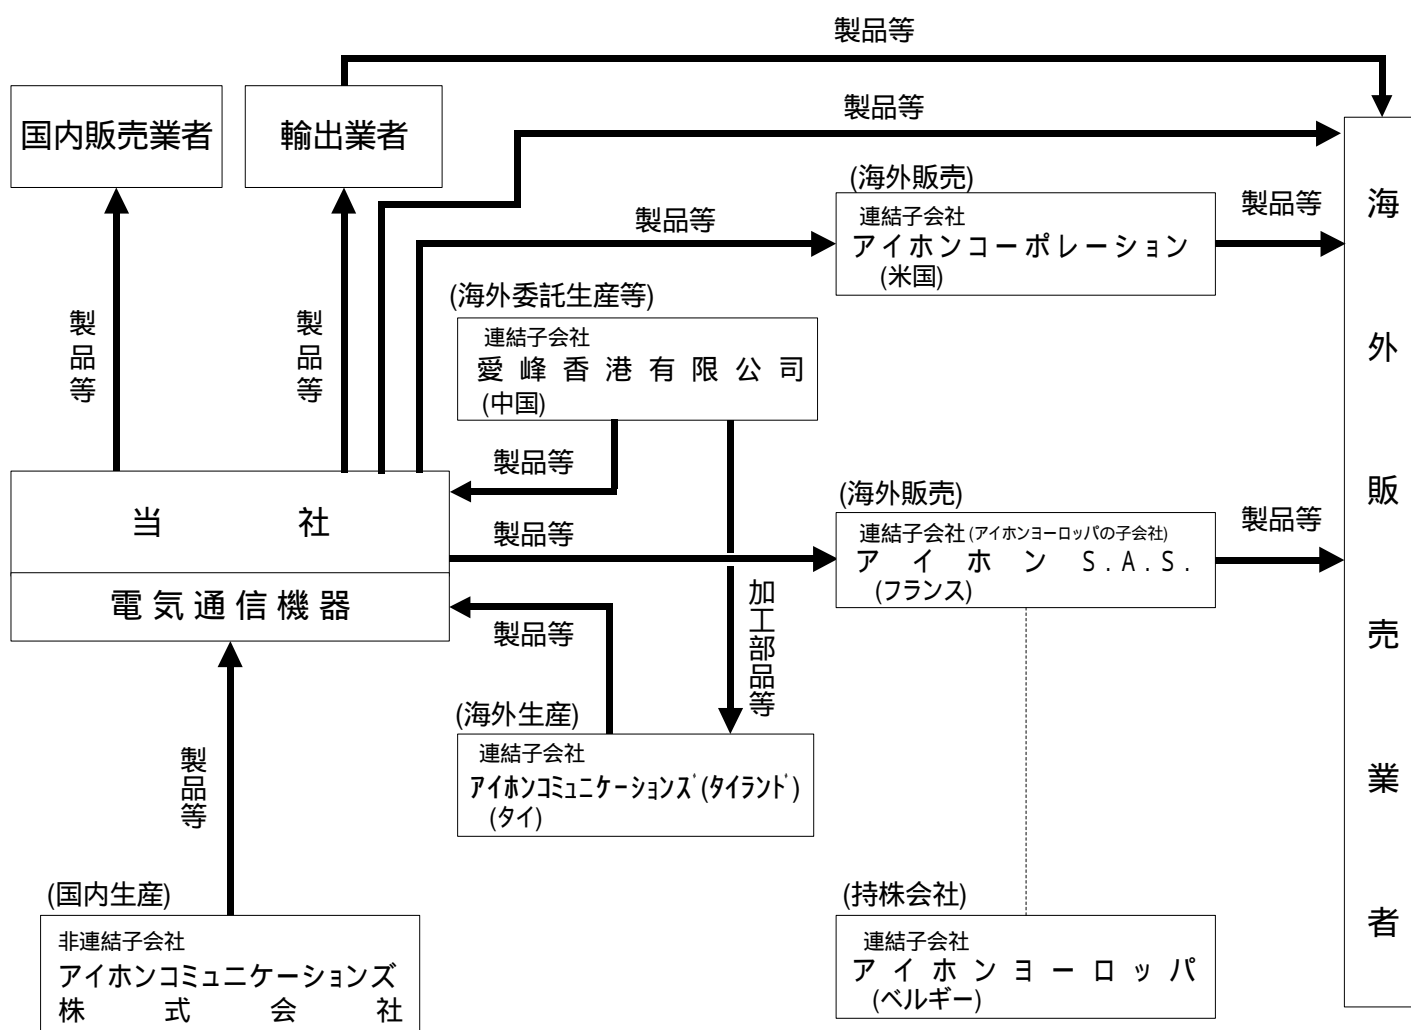 製品等
国内販売業者
輸出業者
製品等
(海外販売)
連結子会社
アイホンコーポレーション
(米国)
製品等
製品等
(海外委託生産等)
連結子会社
愛峰香港有限公司
(中国)
製品等
製品等
製品等
当社
電気通信機器
製品等
(海外販売)
連結子会社(アイホンヨーロッパの子会社)
アイホンS.A.S.
(フランス)
製品等
製品等
加工部品等
(海外生産)
連結子会社
アイホンコミュニケーションズ(タイランド)
(タイ)
製品等
(国内生産)
非連結子会社
アイホンコミュニケーションズ
株式会社
(持株会社)
連結子会社
アイホンヨーロッパ
(ベルギー)
海外販売業者